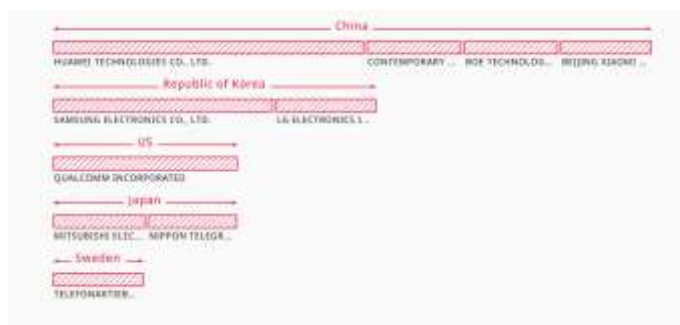 China
HUAWEI TECHNOLOGIES CO., LTD. CONTEMPORARY ... BOE TECHNOLOG... BEIJING XIAOMI ...
Republic of Korea
SAMSUNG ELECTRONICS CO., LTD. LG ELECTRONICS I...
US
QUALCOMM INCORPORATED
Japan
MITSUBISHI ELEC... NIPPON TELEGR...
Sweden
TELEFONAKTIEB...